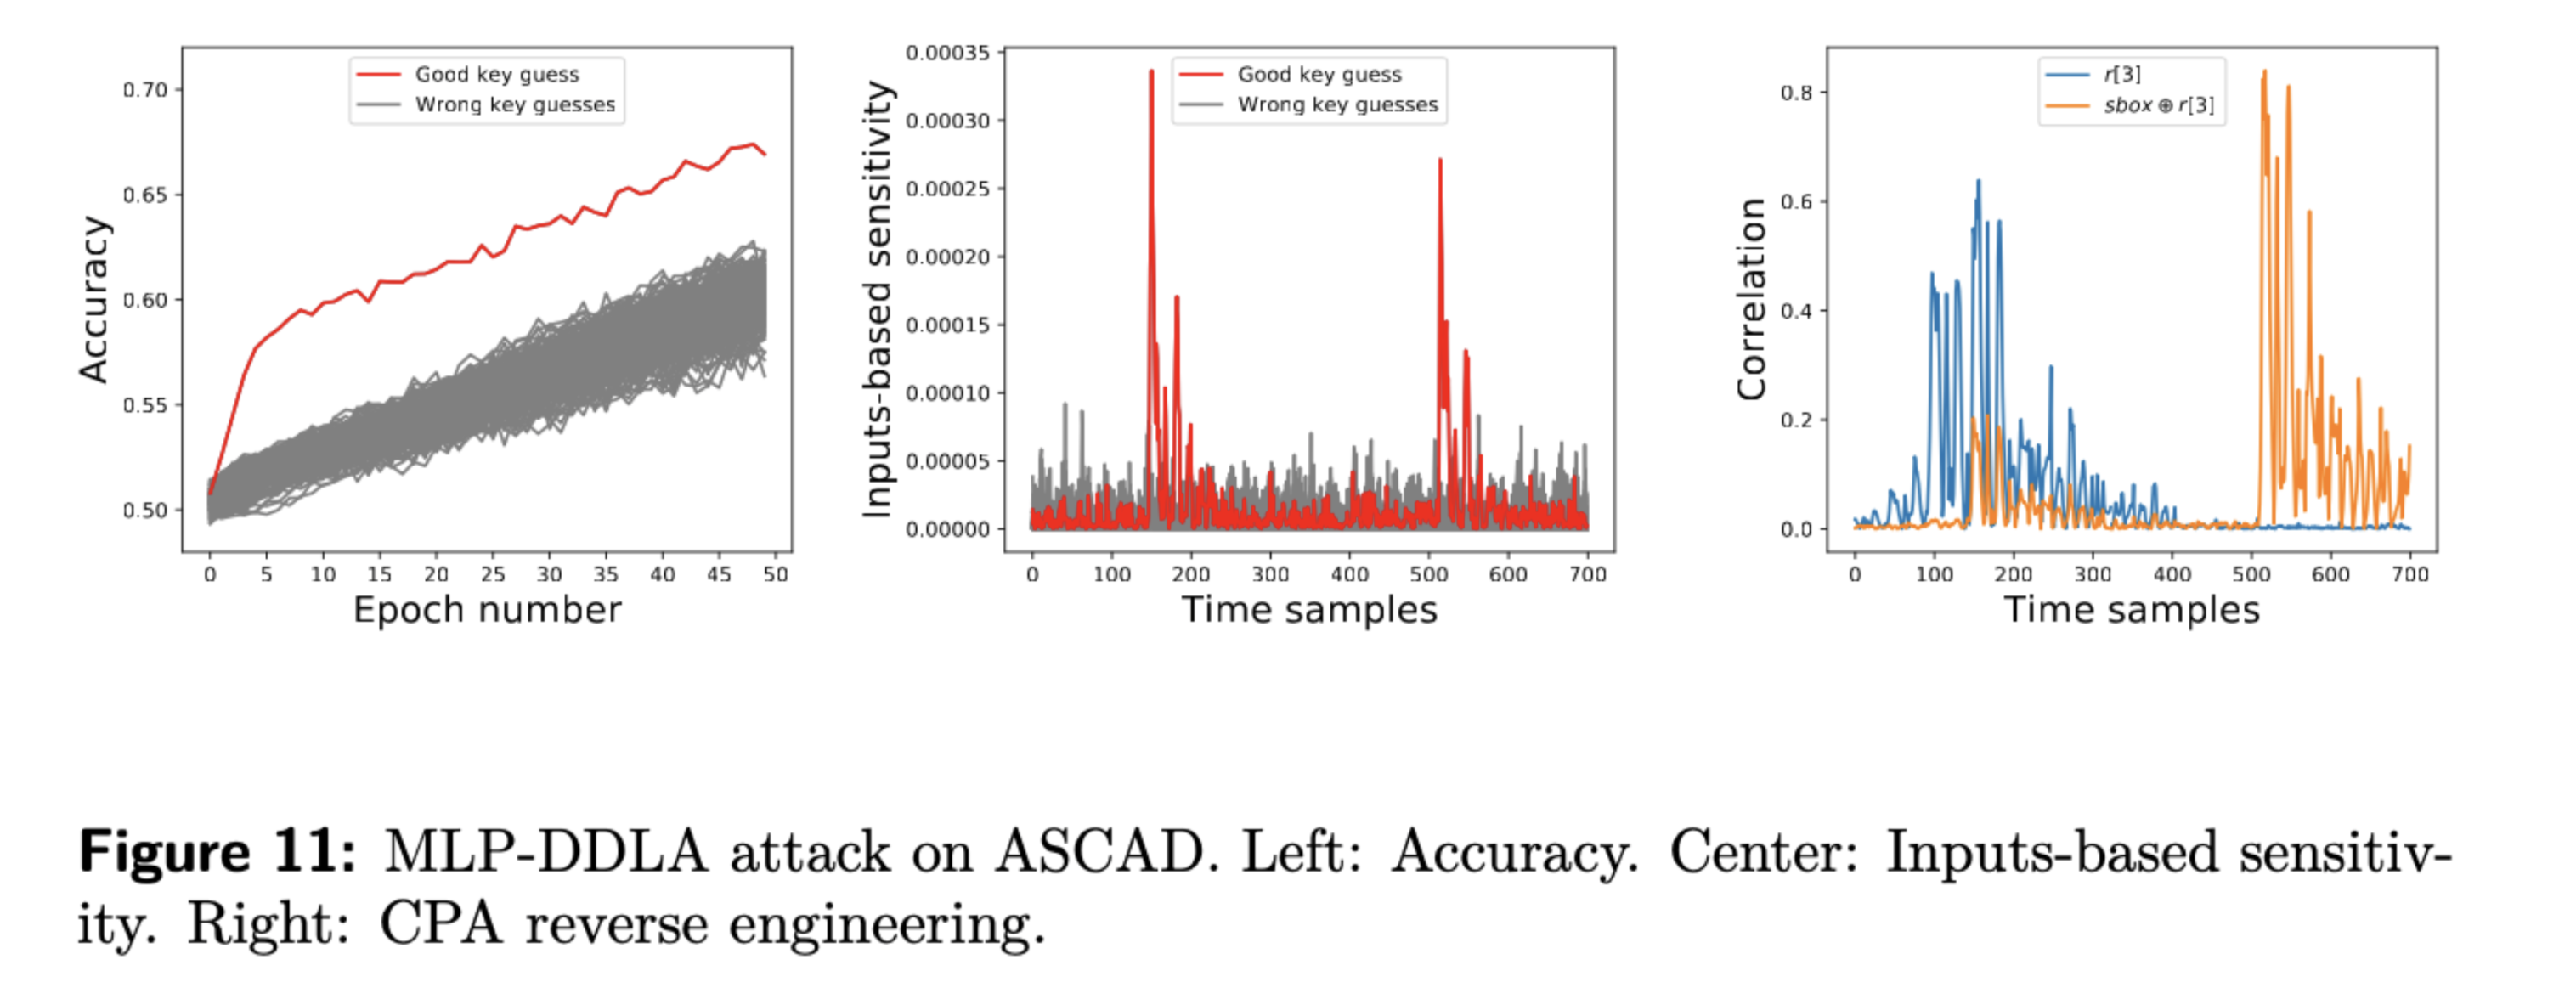 Good key guess
Wrong key guesses
0.70
0.65
0.60
0.55
0.50
Accuracy
0 5 10 15 20 25 30 35 40 45 50
Epoch number
Good key guess
Wrong key guesses
0.00035
0.00030
0.00025
0.00020
0.00015
0.00010
0.00005
0.00000
Inputs-based sensitivity
0 100 200 300 400 500 600 700
Time samples
r[3]
sbox ⊕ r[3]
0.8
0.6
0.4
0.2
0.0
Correlation
0 100 200 300 400 500 600 700
Time samples
Figure 11: MLP-DDLA attack on ASCAD. Left: Accuracy. Center: Inputs-based sensitiv-
ity. Right: CPA reverse engineering.